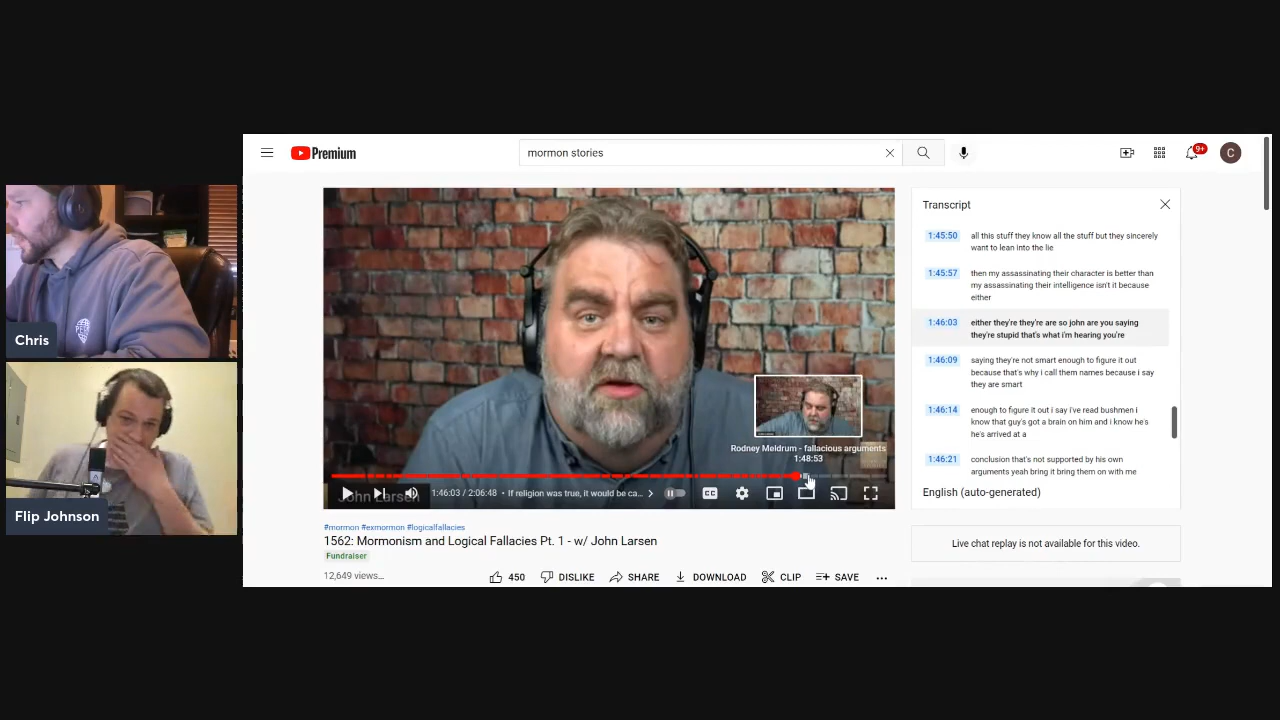 Premium
mormon stories
9+
C
Chris
Flip Johnson
Rodney Meldrum - fallacious arguments
1:48:53
John Larsen
1:46:03 / 2:06:48 • If religion was true, it would be ca...
CC
#mormon #exmormon #logicalfallacies
1562: Mormonism and Logical Fallacies Pt. 1 - w/ John Larsen
Fundraiser
12,649 views...
450
DISLIKE
SHARE
DOWNLOAD
CLIP
SAVE
Transcript
1:45:50 all this stuff they know all the stuff but they sincerely
want to lean into the lie
1:45:57 then my assassinating their character is better than
my assassinating their intelligence isn't it because
either
1:46:03 either they're they're are so john are you saying
they're stupid that's what i'm hearing you're
1:46:09 saying they're not smart enough to figure it out
because that's why i call them names because i say
they are smart
1:46:14 enough to figure it out i say i've read bushmen i
know that guy's got a brain on him and i know he's
he's arrived at a
1:46:21 conclusion that's not supported by his own
arguments yeah bring it bring them on with me
English (auto-generated)
Live chat replay is not available for this video.